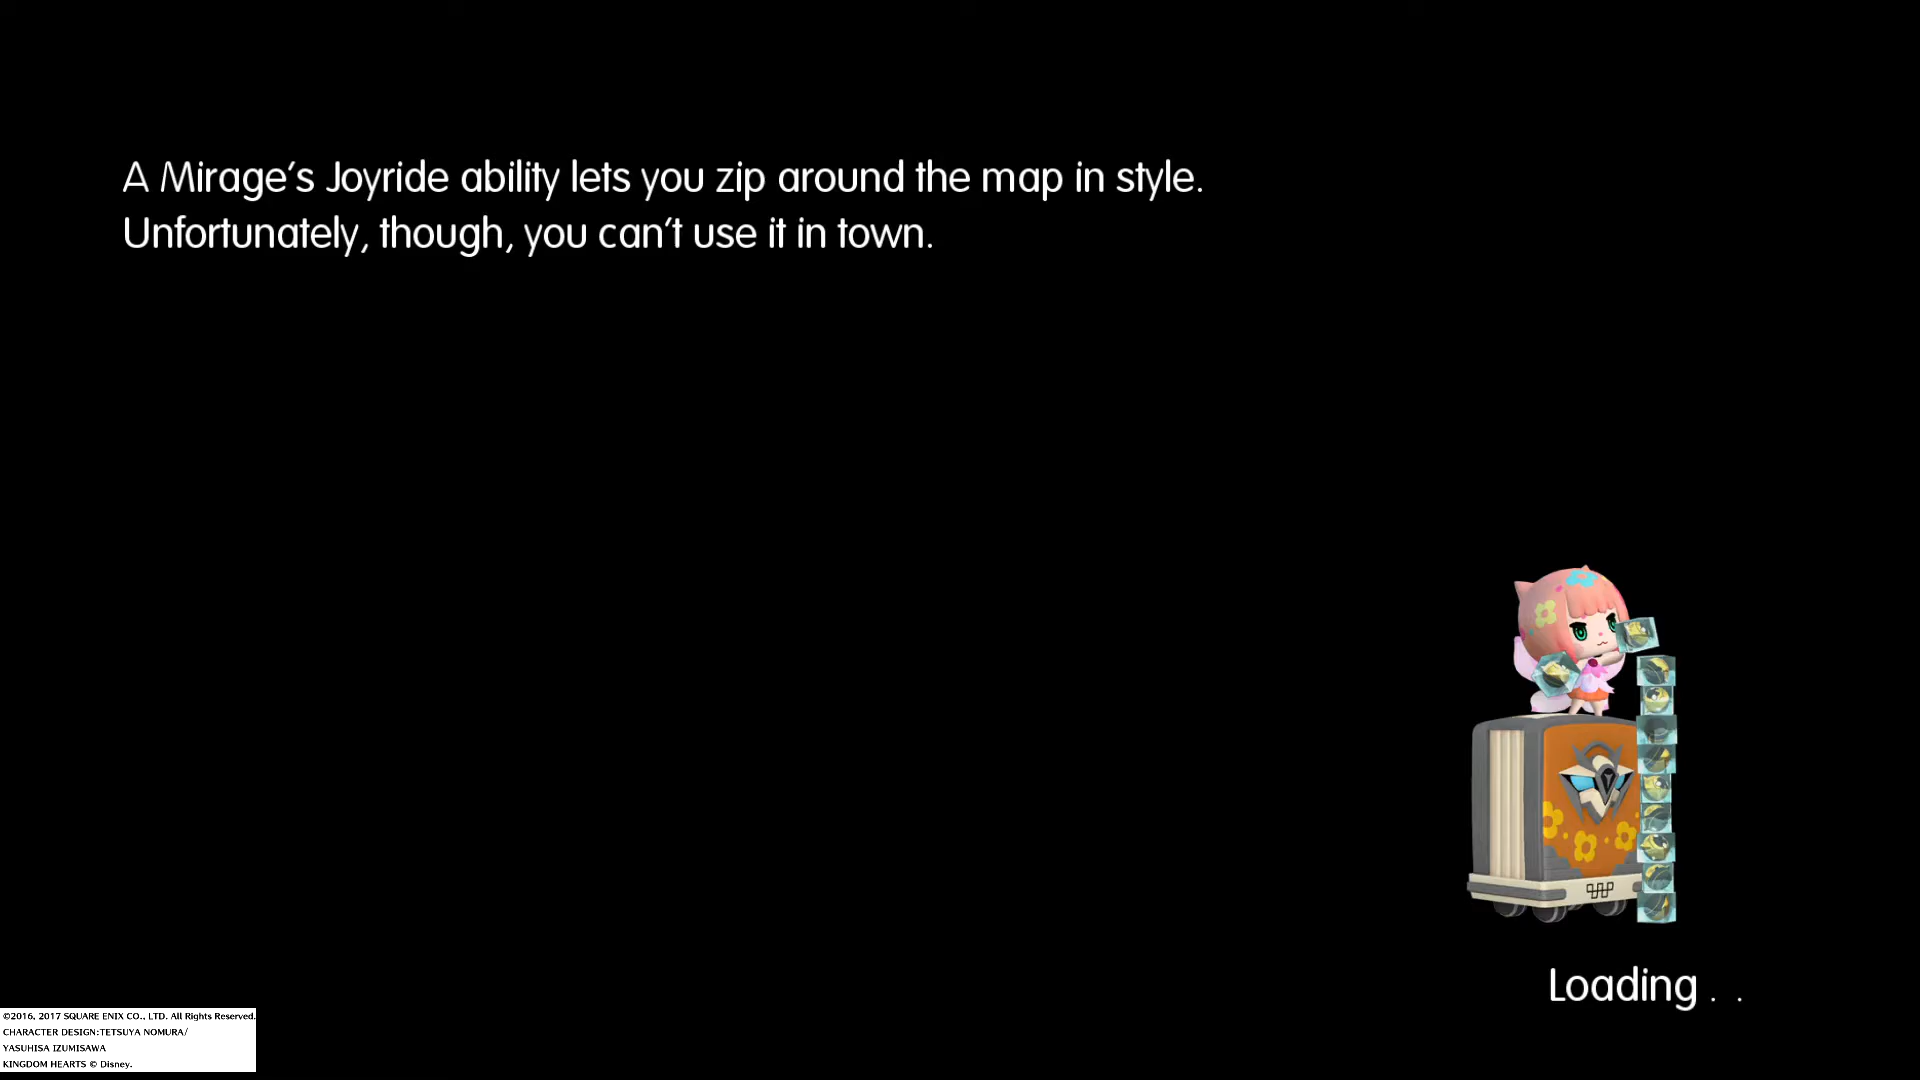 A Mirage's Joyride ability lets you zip around the map in style.
Unfortunately, though, you can't use it in town.
Loading . .
©2016, 2017 SQUARE ENIX CO., LTD. All Rights Reserved.
CHARACTER DESIGN:TETSUYA NOMURA/
YASUHISA IZUMISAWA
KINGDOM HEARTS © Disney.